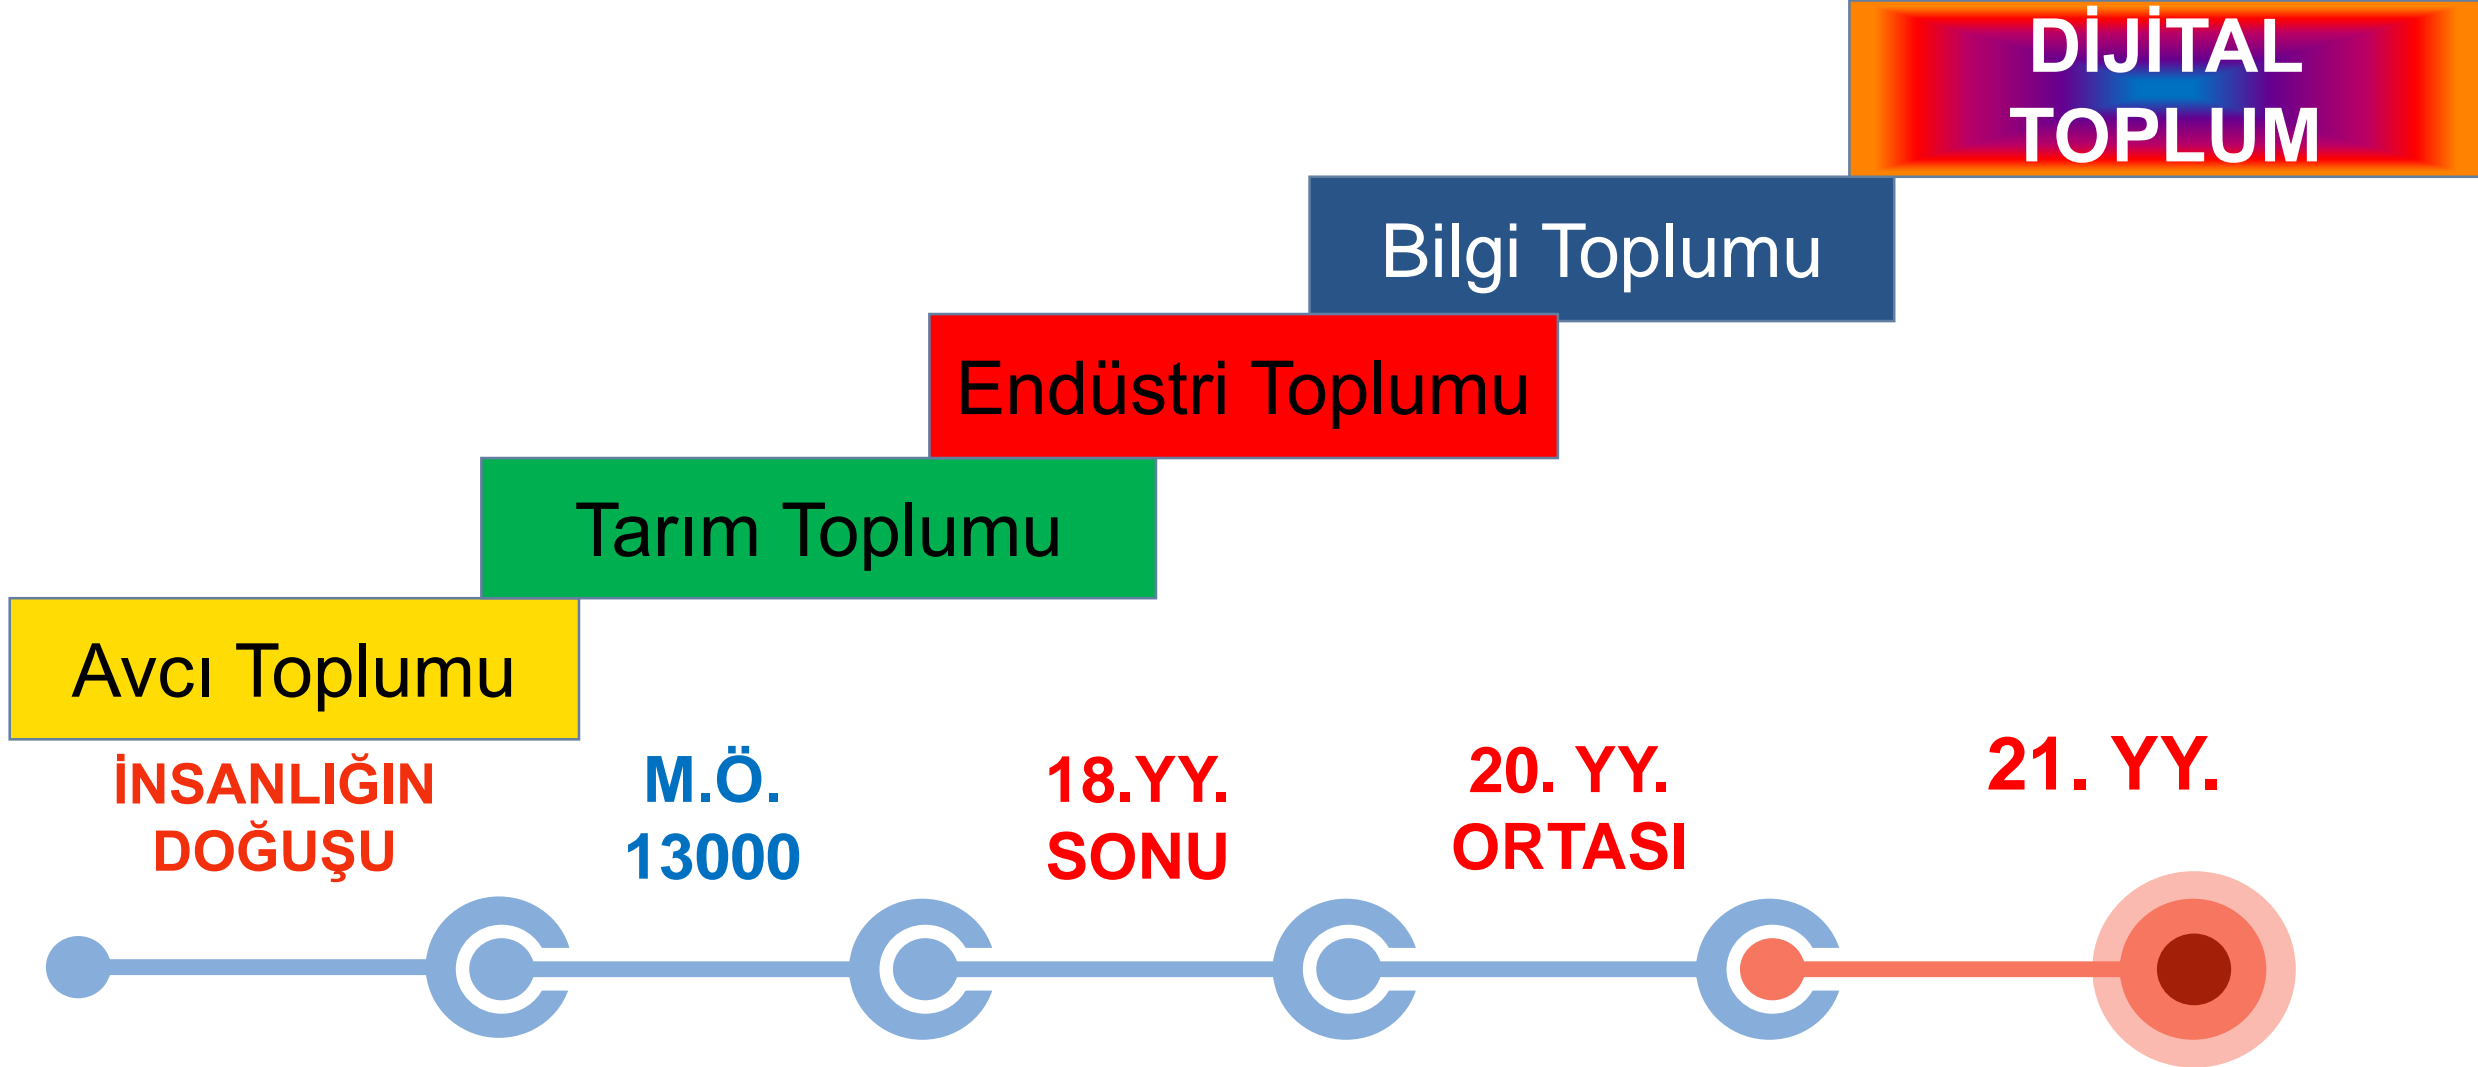 DİJİTAL
TOPLUM
Bilgi Toplumu
Endüstri Toplumu
Tarım Toplumu
Avcı Toplumu
İNSANLIĞIN
DOĞUŞU
M.Ö.
13000
18.YY.
SONU
20. YY.
ORTASI
21. YY.